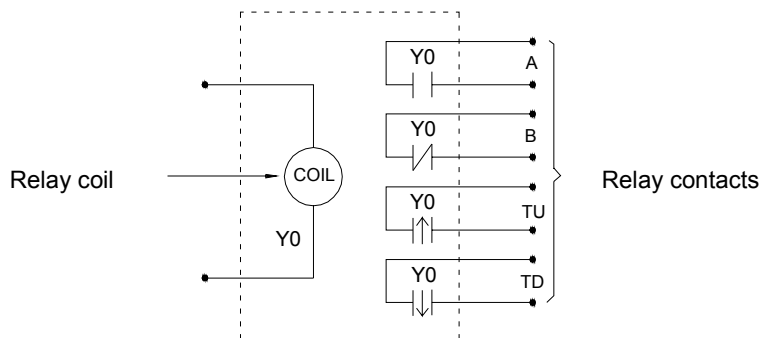 Y0
A
Y0
B
Relay coil
COIL
Relay contacts
Y0
TU
Y0
Y0
TD